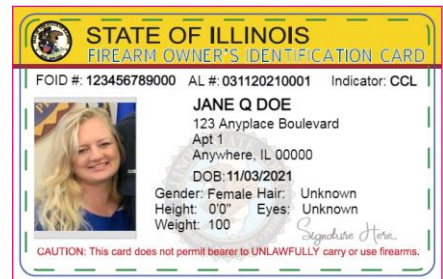 STATE OF ILLINOIS
FIREARM OWNER'S IDENTIFICATION CARD
FOID #: 123456789000 AL #: 031120210001 Indicator: CCL
JANE Q DOE
123 Anyplace Boulevard
Apt 1
Anywhere, IL 00000
DOB: 11/03/2021
Gender: Female Hair: Unknown
Height: 0'0" Eyes: Unknown
Weight: 100
Signature Here
CAUTION: This card does not permit bearer to UNLAWFULLY carry or use firearms.